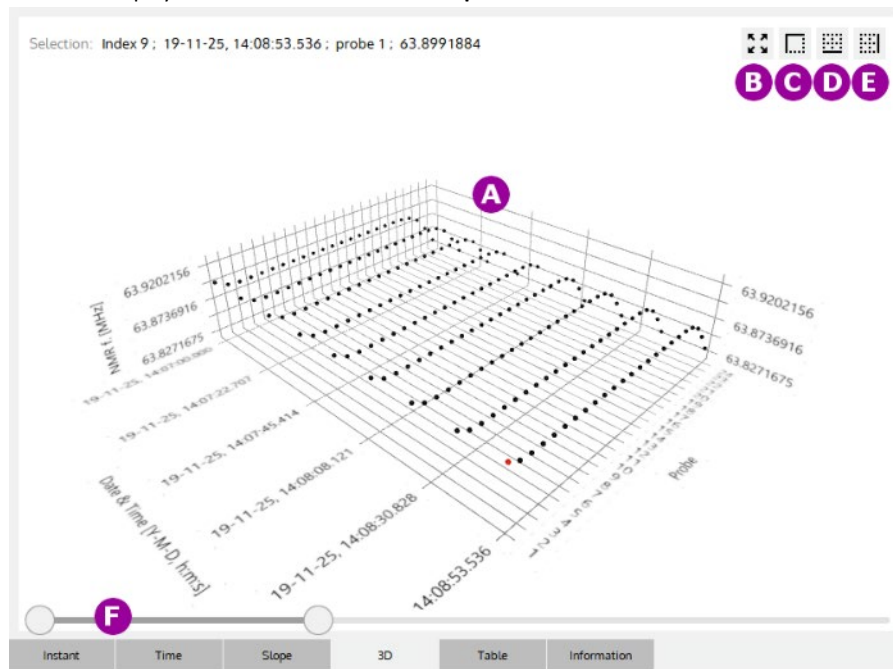 Selection: Index 9 ; 19-11-25, 14:08:53.536 ; probe 1 ; 63.8991884
B C D E
A
63.9202156
63.8736916
63.8271675
NMR f. [MHz]
19-11-25, 14:07:00.000
19-11-25, 14:07:22.707
19-11-25, 14:07:45.414
19-11-25, 14:08:08.121
19-11-25, 14:08:30.828
14:08:53.536
Date & Time [Y-M-D, h:m:s]
63.9202156
63.8736916
63.8271675
Probe
F
Instant Time Slope 3D Table Information